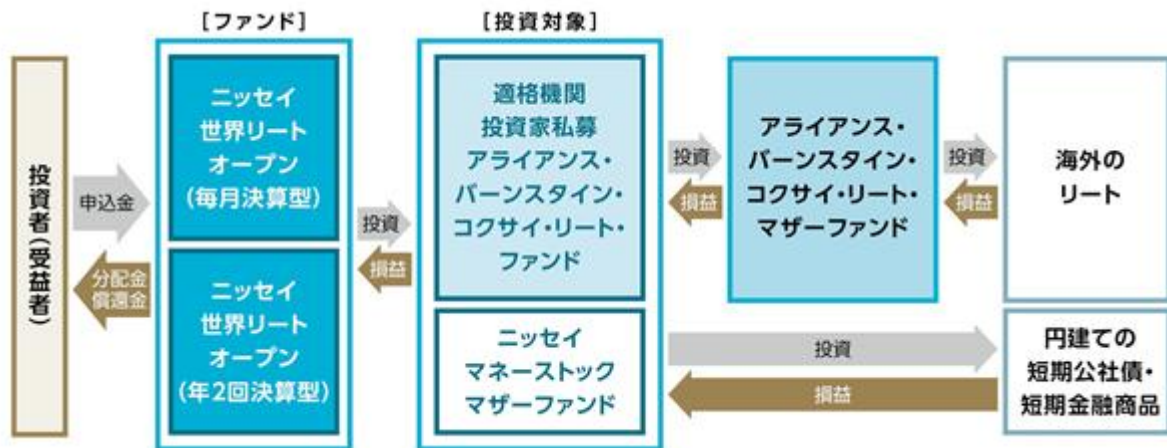 [ファンド]
[投資対象]
投資者(受益者)
申込金
分配金
償還金
ニッセイ
世界リート
オープン
(毎月決算型)
ニッセイ
世界リート
オープン
(年2回決算型)
投資
損益
適格機関
投資家私募
アライアンス・
バーンスタイン・
コクサイ・リート・
ファンド
ニッセイ
マネーストック
マザーファンド
投資
損益
アライアンス・
バーンスタイン・
コクサイ・リート・
マザーファンド
投資
損益
海外の
リート
投資
損益
円建ての
短期公社債・
短期金融商品